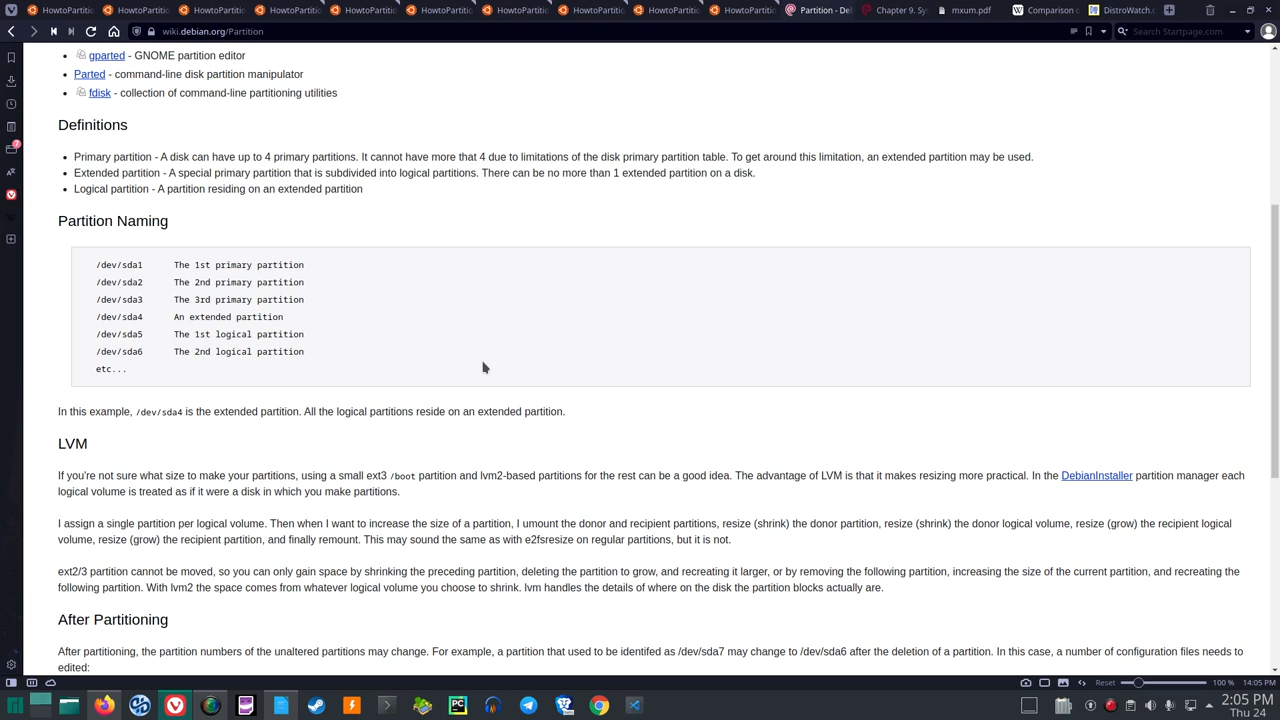 HowtoPartition
HowtoPartition
HowtoPartition
HowtoPartition
HowtoPartition
HowtoPartition
HowtoPartition
HowtoPartition
HowtoPartition
HowtoPartition
Partition - De
Chapter 9. Sy
mxum.pdf
Comparison o
DistroWatch.c
wiki.debian.org/Partition
Search Startpage.com
gparted - GNOME partition editor
Parted - command-line disk partition manipulator
fdisk - collection of command-line partitioning utilities
Definitions
Primary partition - A disk can have up to 4 primary partitions. It cannot have more that 4 due to limitations of the disk primary partition table. To get around this limitation, an extended partition may be used.
Extended partition - A special primary partition that is subdivided into logical partitions. There can be no more than 1 extended partition on a disk.
Logical partition - A partition residing on an extended partition
Partition Naming
/dev/sda1 The 1st primary partition
/dev/sda2 The 2nd primary partition
/dev/sda3 The 3rd primary partition
/dev/sda4 An extended partition
/dev/sda5 The 1st logical partition
/dev/sda6 The 2nd logical partition
etc...
In this example, /dev/sda4 is the extended partition. All the logical partitions reside on an extended partition.
LVM
If you're not sure what size to make your partitions, using a small ext3 /boot partition and lvm2-based partitions for the rest can be a good idea. The advantage of LVM is that it makes resizing more practical. In the DebianInstaller partition manager each
logical volume is treated as if it were a disk in which you make partitions.
I assign a single partition per logical volume. Then when I want to increase the size of a partition, I umount the donor and recipient partitions, resize (shrink) the donor partition, resize (shrink) the donor logical volume, resize (grow) the recipient logical
volume, resize (grow) the recipient partition, and finally remount. This may sound the same as with e2fsresize on regular partitions, but it is not.
ext2/3 partition cannot be moved, so you can only gain space by shrinking the preceding partition, deleting the partition to grow, and recreating it larger, or by removing the following partition, increasing the size of the current partition, and recreating the
following partition. With lvm2 the space comes from whatever logical volume you choose to shrink. lvm handles the details of where on the disk the partition blocks actually are.
After Partitioning
After partitioning, the partition numbers of the unaltered partitions may change. For example, a partition that used to be identifed as /dev/sda7 may change to /dev/sda6 after the deletion of a partition. In this case, a number of configuration files needs to
edited:
Reset 100 % 14:05 PM
2:05 PM
Thu 24